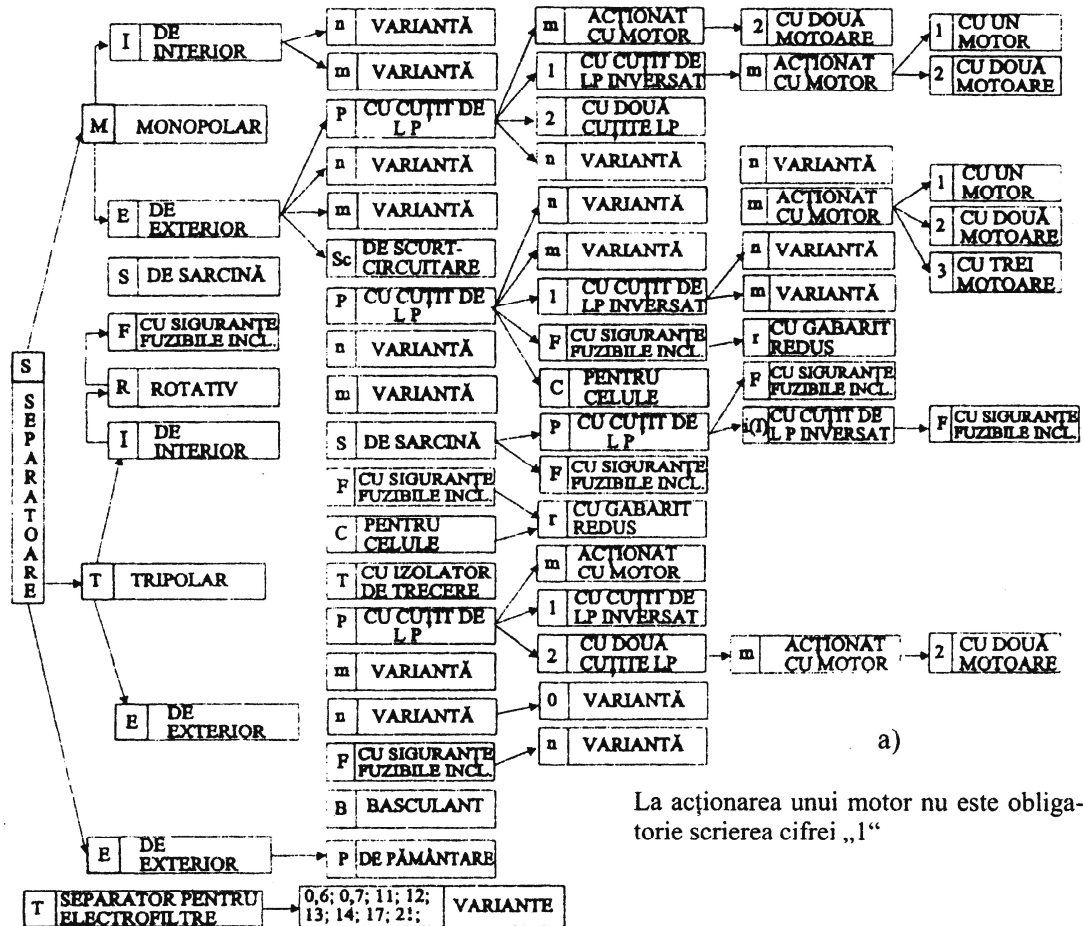 I DE INTERIOR
n VARIANTĂ
m ACȚIONAT CU MOTOR
2 CU DOUĂ MOTOARE
1 CU UN MOTOR
m VARIANTĂ
1 CU CUȚIT DE LP INVERSAT
m ACȚIONAT CU MOTOR
2 CU DOUĂ MOTOARE
M MONOPOLAR
P CU CUȚIT DE L P
2 CU DOUĂ CUȚITE LP
n VARIANTĂ
n VARIANTĂ
n VARIANTĂ
1 CU UN MOTOR
E DE EXTERIOR
m VARIANTĂ
n VARIANTĂ
m ACȚIONAT CU MOTOR
2 CU DOUĂ MOTOARE
Sc DE SCURT-CIRCUITARE
m VARIANTĂ
n VARIANTĂ
3 CU TREI MOTOARE
S DE SARCINĂ
P CU CUȚIT DE L P
1 CU CUȚIT DE LP INVERSAT
m VARIANTĂ
F CU SIGURANȚE FUZIBILE INCL.
n VARIANTĂ
F CU SIGURANȚE FUZIBILE INCL.
r CU GABARIT REDUS
S SEPARATOARE
R ROTATIV
m VARIANTĂ
C PENTRU CELULE
F CU SIGURANȚE FUZIBILE INCL.
I DE INTERIOR
S DE SARCINĂ
P CU CUȚIT DE L P
i(1) CU CUȚIT DE L P INVERSAT
F CU SIGURANȚE FUZIBILE INCL.
F CU SIGURANȚE FUZIBILE INCL.
F CU SIGURANȚE FUZIBILE INCL.
C PENTRU CELULE
r CU GABARIT REDUS
T TRIPOLAR
T CU IZOLATOR DE TRECERE
m ACȚIONAT CU MOTOR
P CU CUȚIT DE L P
1 CU CUȚIT DE LP INVERSAT
2 CU DOUĂ CUȚITE LP
m ACȚIONAT CU MOTOR
2 CU DOUĂ MOTOARE
m VARIANTĂ
E DE EXTERIOR
n VARIANTĂ
0 VARIANTĂ
F CU SIGURANȚE FUZIBILE INCL.
n VARIANTĂ
a)
B BASCULANT
La acționarea unui motor nu este obliga-
torie scrierea cifrei „1“
E DE EXTERIOR
P DE PĂMÂNTARE
T SEPARATOR PENTRU ELECTROFILTRE
0,6; 0,7; 11; 12;
13; 14; 17; 2!;
VARIANTE